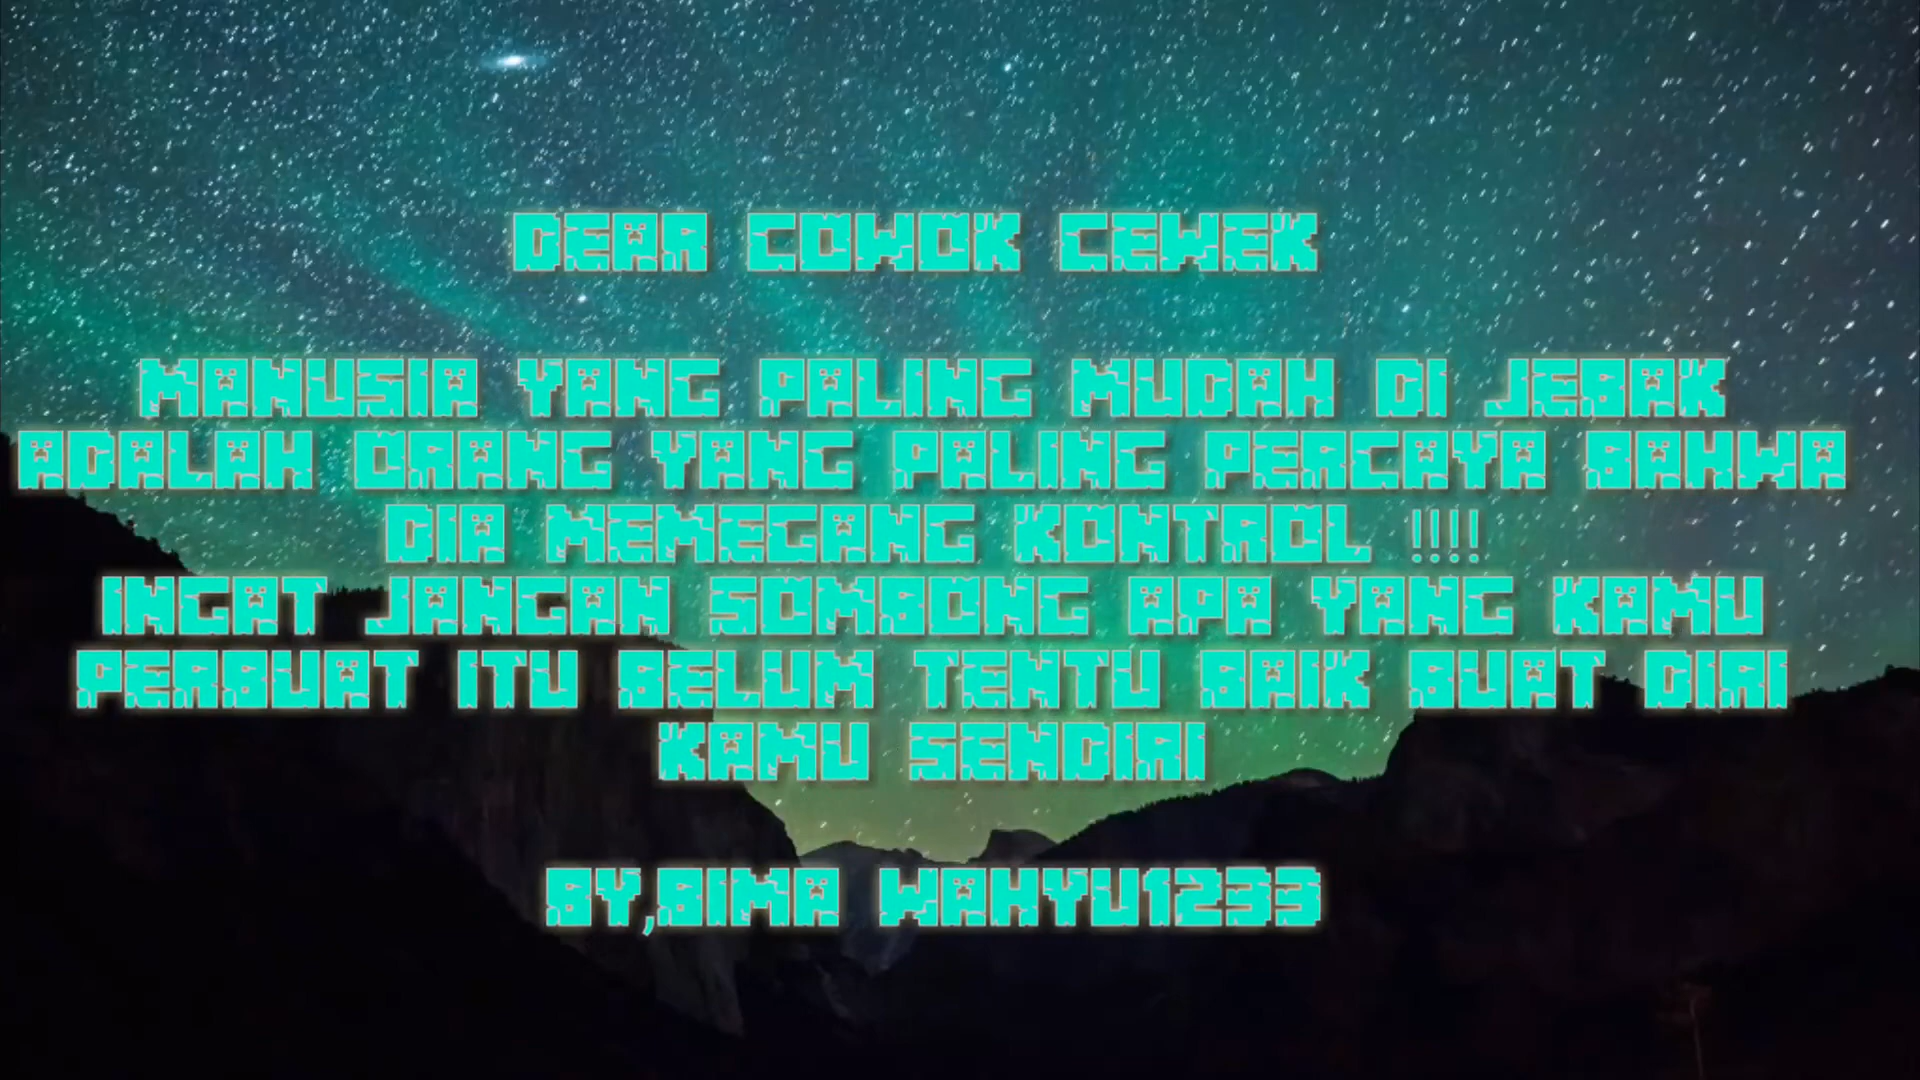 DEAR COWOK CEWEK
MANUSIA YANG PALING MUDAH DI JEBAK
ADALAH ORANG YANG PALING PERCAYA BAHWA
DIA MEMEGANG KONTROL !!!!
INGAT JANGAN SOMBONG APA YANG KAMU
PERBUAT ITU BELUM TENTU BAIK BUAT DIRI
KAMU SENDIRI
BY,BIMA WAHYU1233